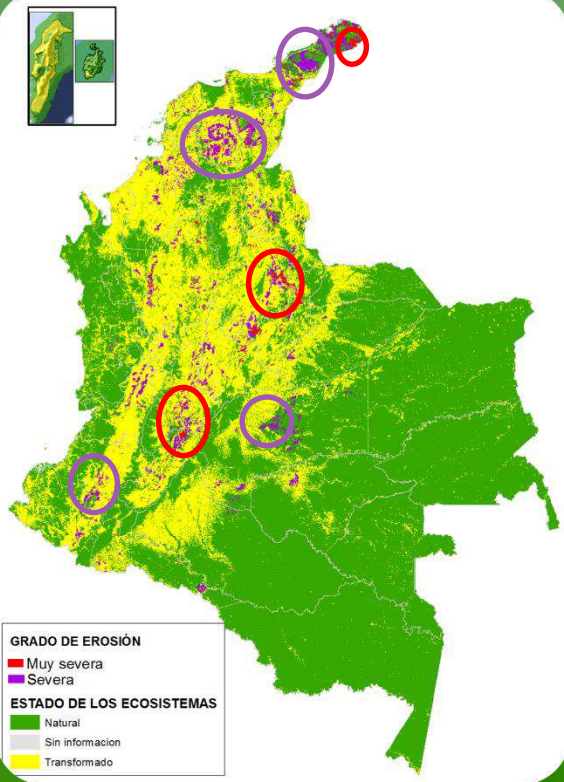 GRADO DE EROSIÓN
Muy severa
Severa
ESTADO DE LOS ECOSISTEMAS
Natural
Sin informacion
Transformado